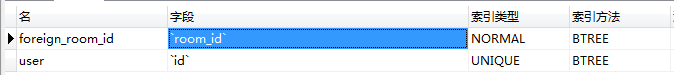 名 字段 索引类型 索引方法
foreign_room_id `room_id` NORMAL BTREE
user `id` UNIQUE BTREE